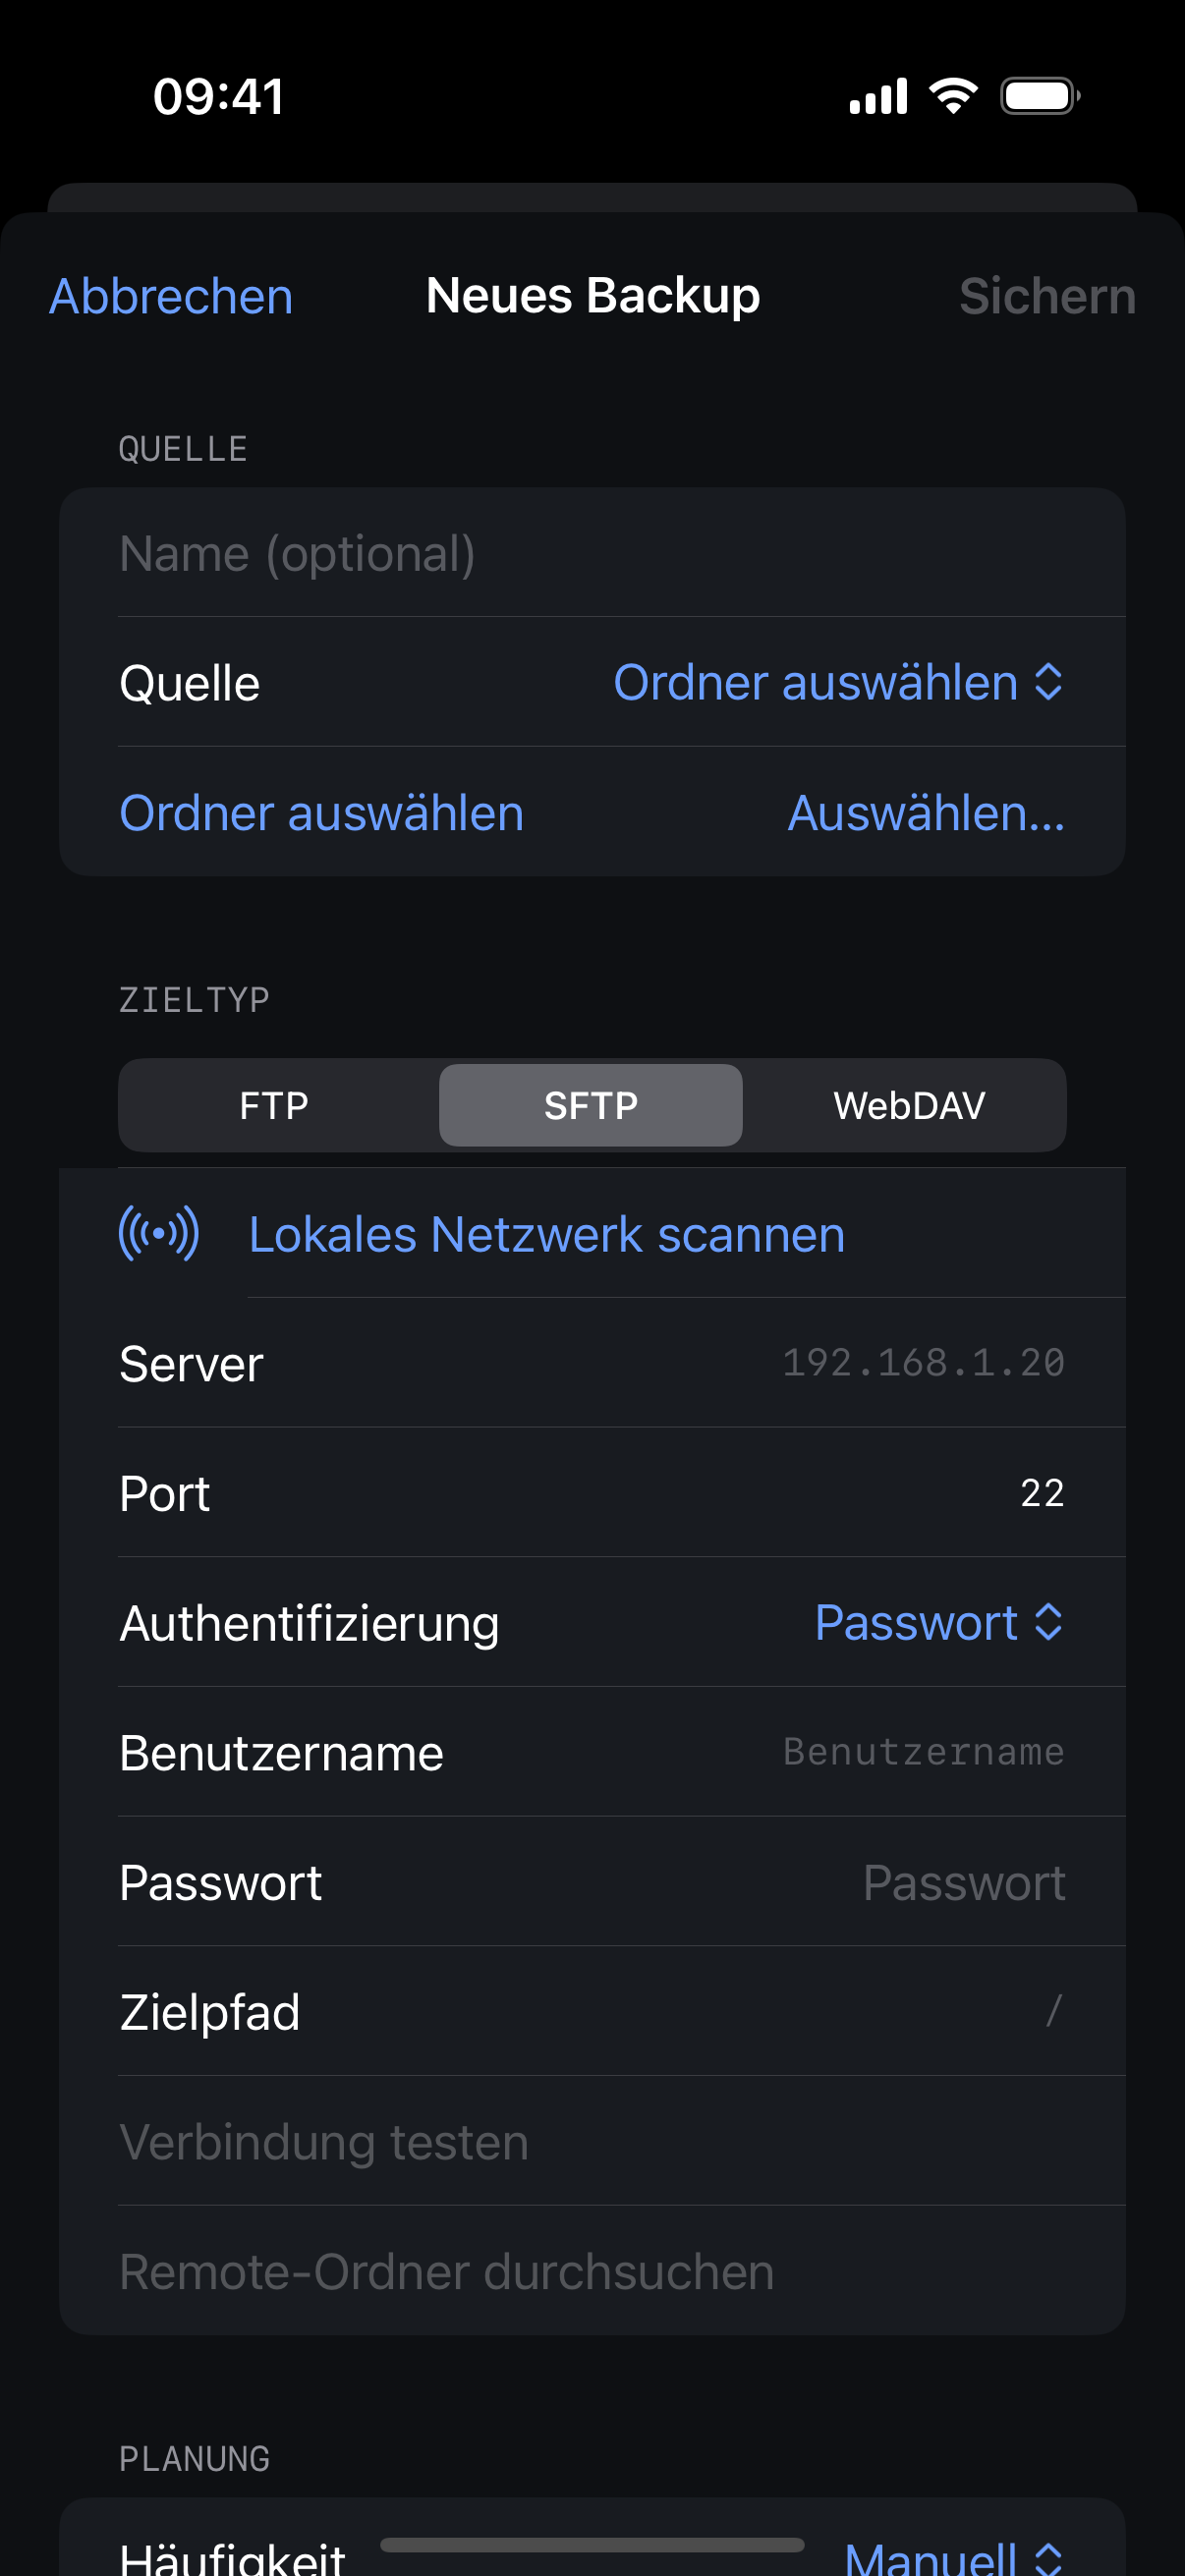 09:41
Abbrechen Neues Backup Sichern
QUELLE
Name (optional)
Quelle Ordner auswählen
Ordner auswählen Auswählen...
ZIELTYP
FTP SFTP WebDAV
Lokales Netzwerk scannen
Server 192.168.1.20
Port 22
Authentifizierung Passwort
Benutzername Benutzername
Passwort Passwort
Zielpfad /
Verbindung testen
Remote-Ordner durchsuchen
PLANUNG
Häufigkeit Manuell